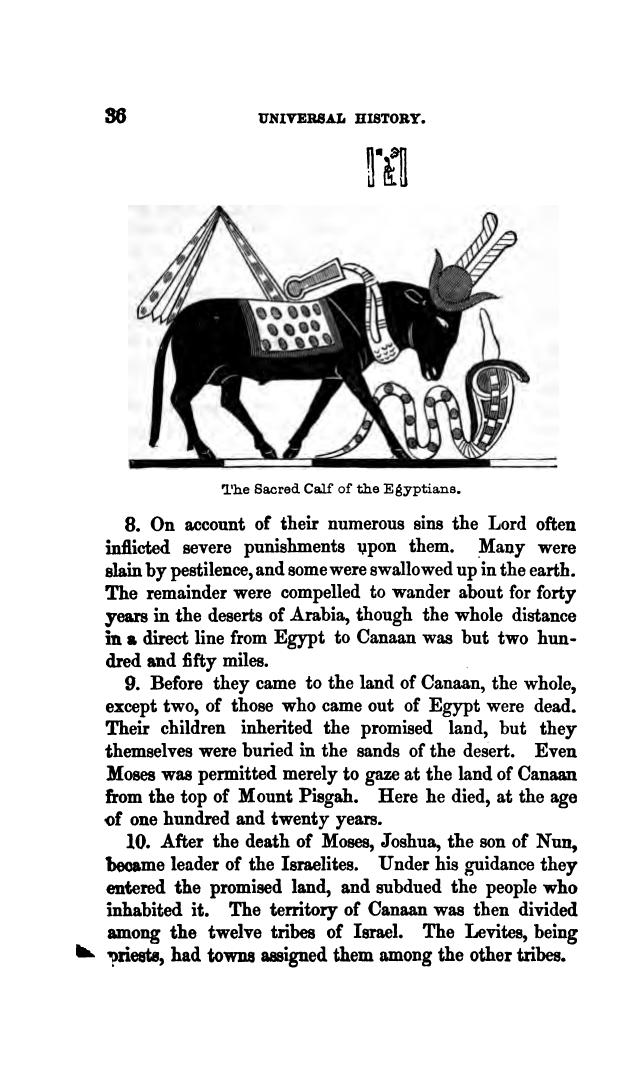 36 UNIVERSAL HISTORY.
The Sacred Calf of the Egyptians.
8. On account of their numerous sins the Lord often
inflicted severe punishments upon them. Many were
slain by pestilence, and some were swallowed up in the earth.
The remainder were compelled to wander about for forty
years in the deserts of Arabia, though the whole distance
in a direct line from Egypt to Canaan was but two hun-
dred and fifty miles.
9. Before they came to the land of Canaan, the whole,
except two, of those who came out of Egypt were dead.
Their children inherited the promised land, but they
themselves were buried in the sands of the desert. Even
Moses was permitted merely to gaze at the land of Canaan
from the top of Mount Pisgah. Here he died, at the age
of one hundred and twenty years.
10. After the death of Moses, Joshua, the son of Nun,
became leader of the Israelites. Under his guidance they
entered the promised land, and subdued the people who
inhabited it. The territory of Canaan was then divided
among the twelve tribes of Israel. The Levites, being
priests, had towns assigned them among the other tribes.